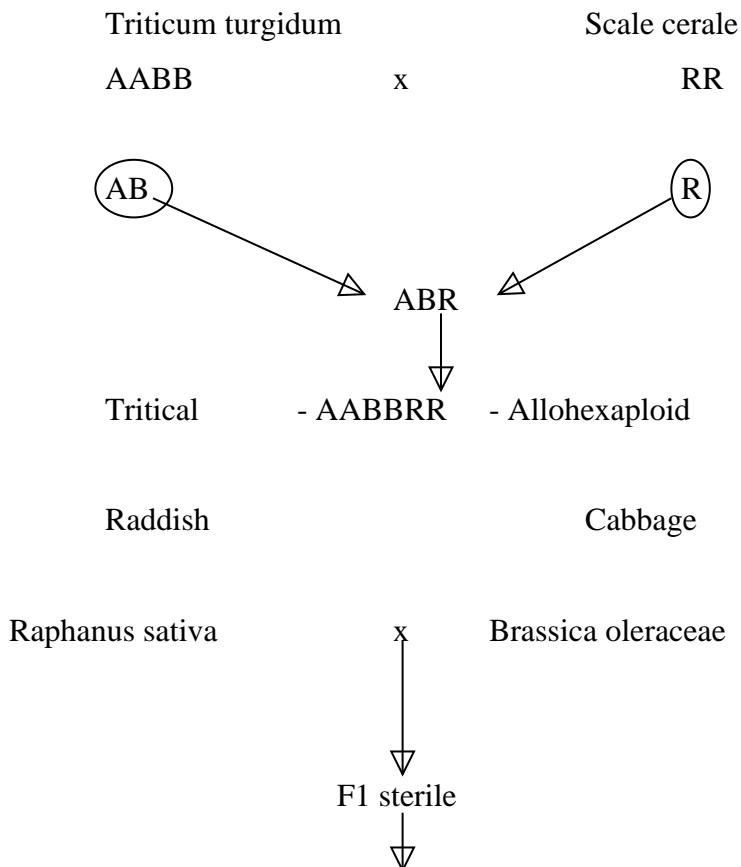 Triticum turgidum Scale cerale
AABB x RR
AB R
ABR
Tritical - AABBRR - Allohexaploid
Raddish Cabbage
Raphanus sativa x Brassica oleraceae
F1 sterile